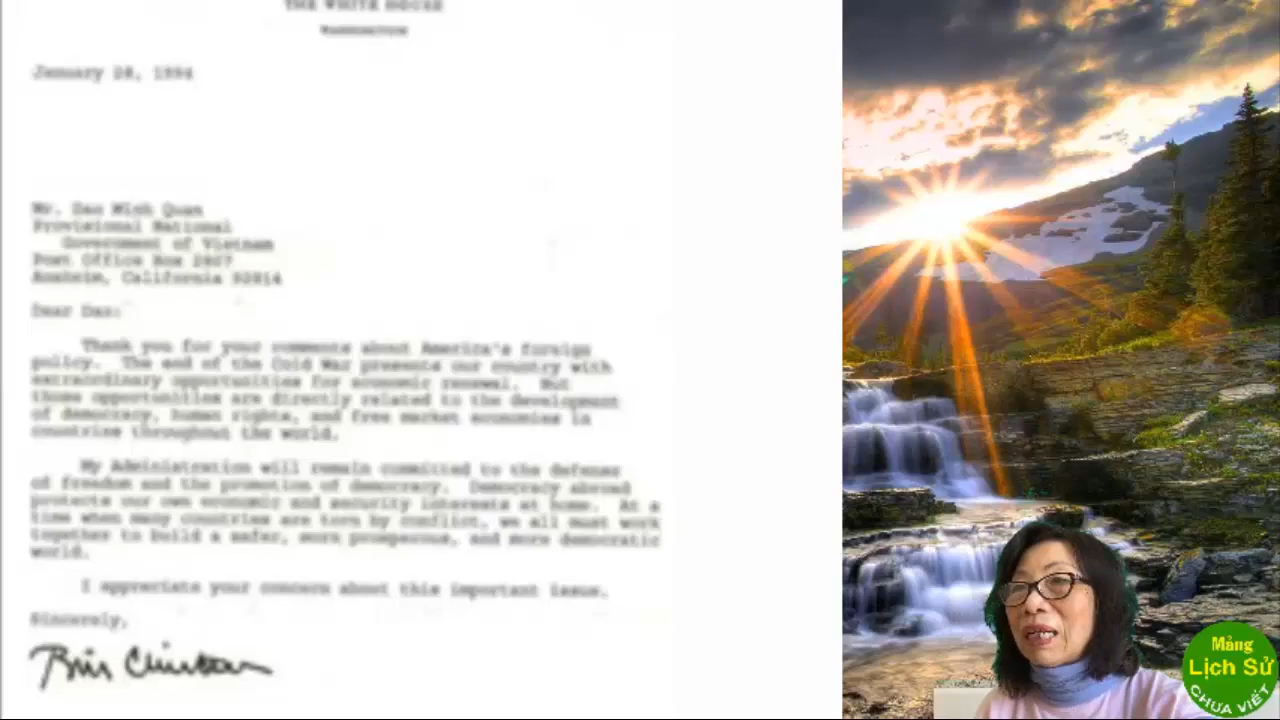 THE WHITE HOUSE
WASHINGTON
January 28, 1994
Mr. Dao Minh Quan
Provisional National
Government of Vietnam
Post Office Box 2807
Anaheim, California 92814
Dear Dao:
Thank you for your comments about America's foreign
policy. The end of the Cold War presents our country with
extraordinary opportunities for economic renewal. But
those opportunities are directly related to the development
of democracy, human rights, and free market economies in
countries throughout the world.
My Administration will remain committed to the defense
of freedom and the promotion of democracy. Democracy abroad
protects our own economic and security interests at home. At a
time when many countries are torn by conflict, we all must work
together to build a safer, more prosperous, and more democratic
world.
I appreciate your concern about this important issue.
Sincerely,
Bill Clinton
Mảng
Lịch Sử
CHƯA VIẾT